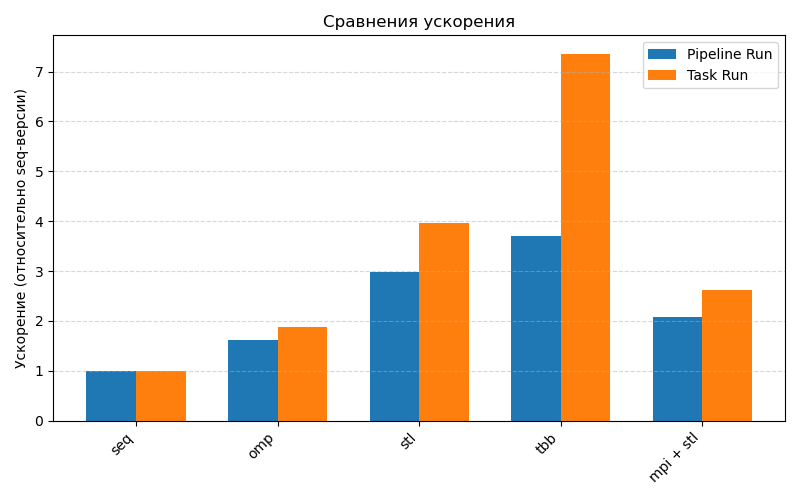 Сравнения ускорения
Pipeline Run
Task Run
Ускорение (относительно seq-версии)
7
6
5
4
3
2
1
0
seq
omp
stl
tbb
mpi + stl